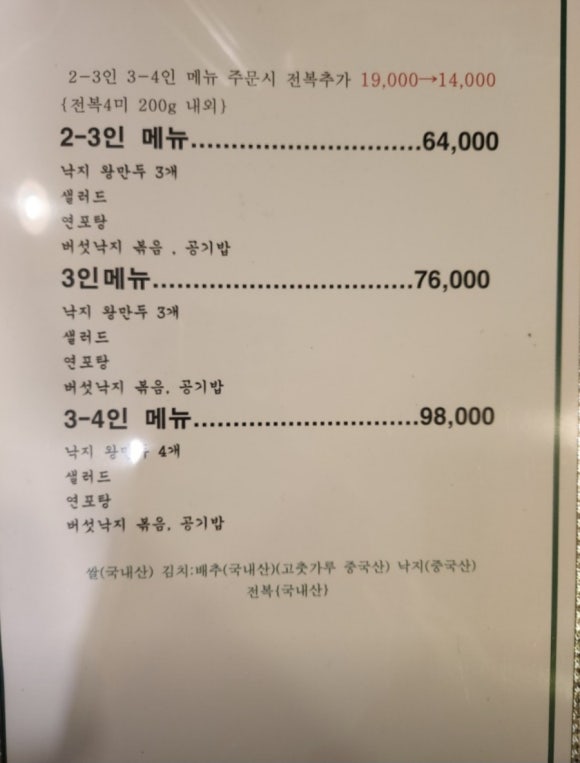 2-3인 3-4인 메뉴 주문시 전복추가 19,000→14,000
{전복4미 200g 내외}
2-3인 메뉴..............................64,000
낙지 왕만두 3개
샐러드
연포탕
버섯낙지 볶음 , 공기밥
3인메뉴..................................76,000
낙지 왕만두 3개
샐러드
연포탕
버섯낙지 볶음, 공기밥
3-4인 메뉴.............................98,000
낙지 왕만두 4개
샐러드
연포탕
버섯낙지 볶음, 공기밥
쌀(국내산) 김치:배추(국내산)(고춧가루 중국산) 낙지(중국산)
전복{국내산}